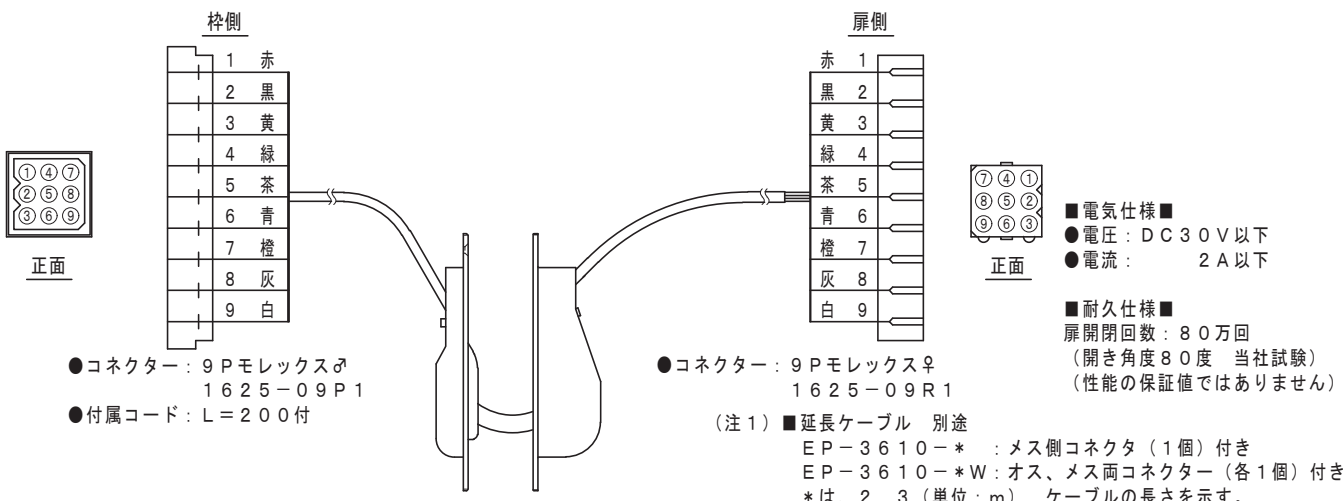 枠側
1 赤
2 黒
3 黄
4 緑
5 茶
6 青
7 橙
8 灰
9 白
①④⑦
②⑤⑧
③⑥⑨
正面
●コネクター：9Pモレックス♂
1625－09P1
●付属コード：L＝200付
扉側
赤 1
黒 2
黄 3
緑 4
茶 5
青 6
橙 7
灰 8
白 9
⑦④①
⑧⑤②
⑨⑥③
正面
●コネクター：9Pモレックス♀
1625－09R1
■電気仕様■
●電圧：DC30V以下
●電流：　　2A以下
■耐久仕様■
扉開閉回数：80万回
（開き角度80度　当社試験）
（性能の保証値ではありません）
（注1）■延長ケーブル　別途
EP－3610－＊　：メス側コネクタ（1個）付き
EP－3610－＊W：オス、メス両コネクター（各1個）付き
＊は　2　3（単位：m）　ケーブルの長さを示す。